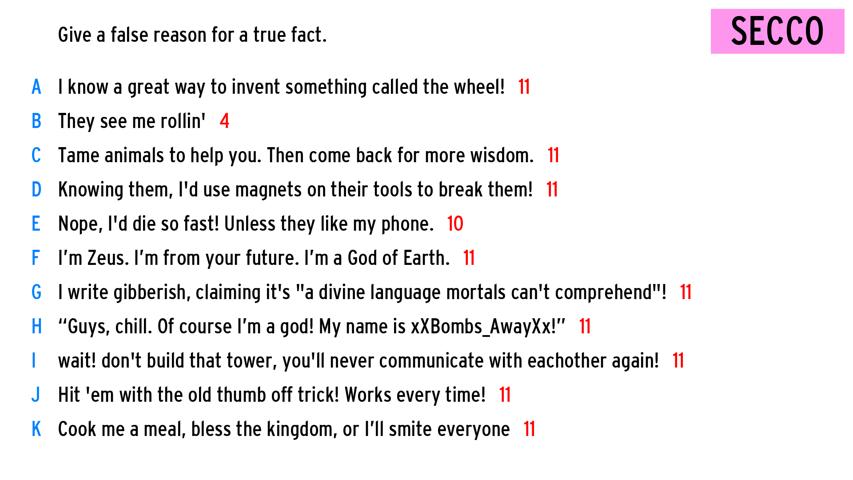 Give a false reason for a true fact.
SECCO
A I know a great way to invent something called the wheel! 11
B They see me rollin' 4
C Tame animals to help you. Then come back for more wisdom. 11
D Knowing them, I'd use magnets on their tools to break them! 11
E Nope, I'd die so fast! Unless they like my phone. 10
F I’m Zeus. I’m from your future. I’m a God of Earth. 11
G I write gibberish, claiming it's "a divine language mortals can't comprehend"! 11
H “Guys, chill. Of course I’m a god! My name is xXBombs_AwayXx!” 11
I wait! don't build that tower, you'll never communicate with eachother again! 11
J Hit 'em with the old thumb off trick! Works every time! 11
K Cook me a meal, bless the kingdom, or I’ll smite everyone 11